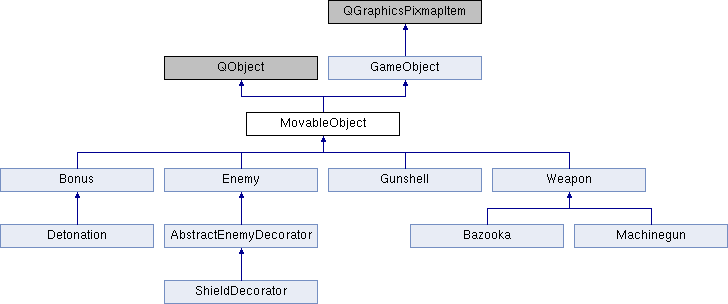 QGraphicsPixmapItem
QObject
GameObject
MovableObject
Bonus
Enemy
Gunshell
Weapon
Detonation
AbstractEnemyDecorator
Bazooka
Machinegun
ShieldDecorator